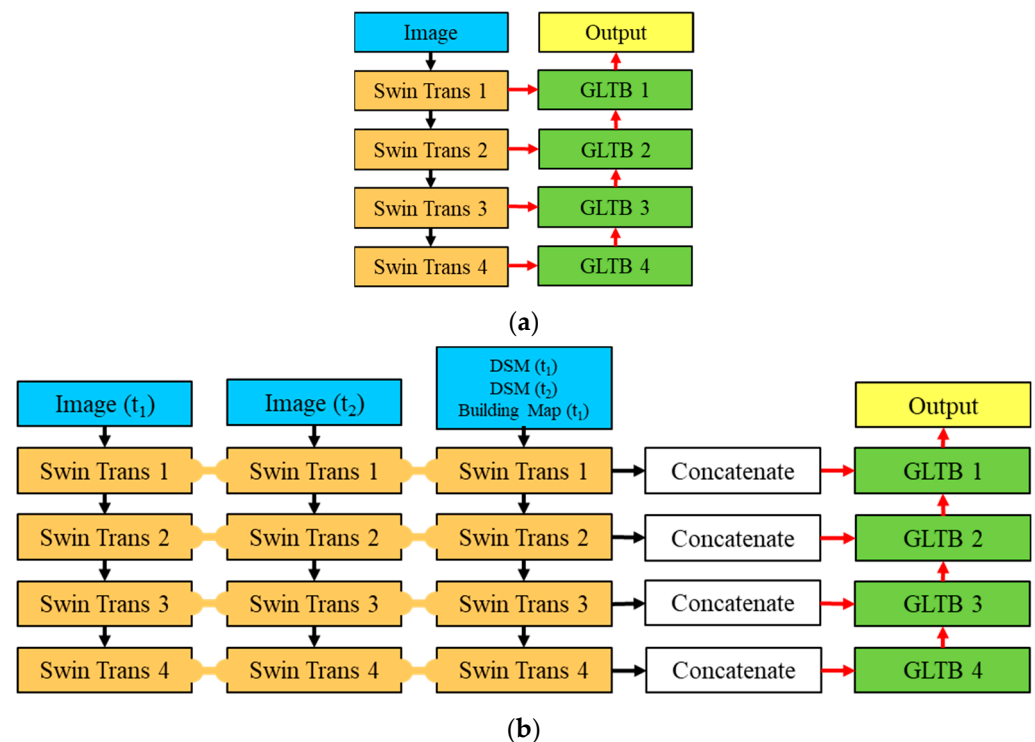 Image Output
Swin Trans 1 GLTB 1
Swin Trans 2 GLTB 2
Swin Trans 3 GLTB 3
Swin Trans 4 GLTB 4
(a)
DSM (t₁)
DSM (t₂)
Building Map (t₁)
Image (t₁) Image (t₂) Output
Swin Trans 1 Swin Trans 1 Swin Trans 1 Concatenate GLTB 1
Swin Trans 2 Swin Trans 2 Swin Trans 2 Concatenate GLTB 2
Swin Trans 3 Swin Trans 3 Swin Trans 3 Concatenate GLTB 3
Swin Trans 4 Swin Trans 4 Swin Trans 4 Concatenate GLTB 4
(b)